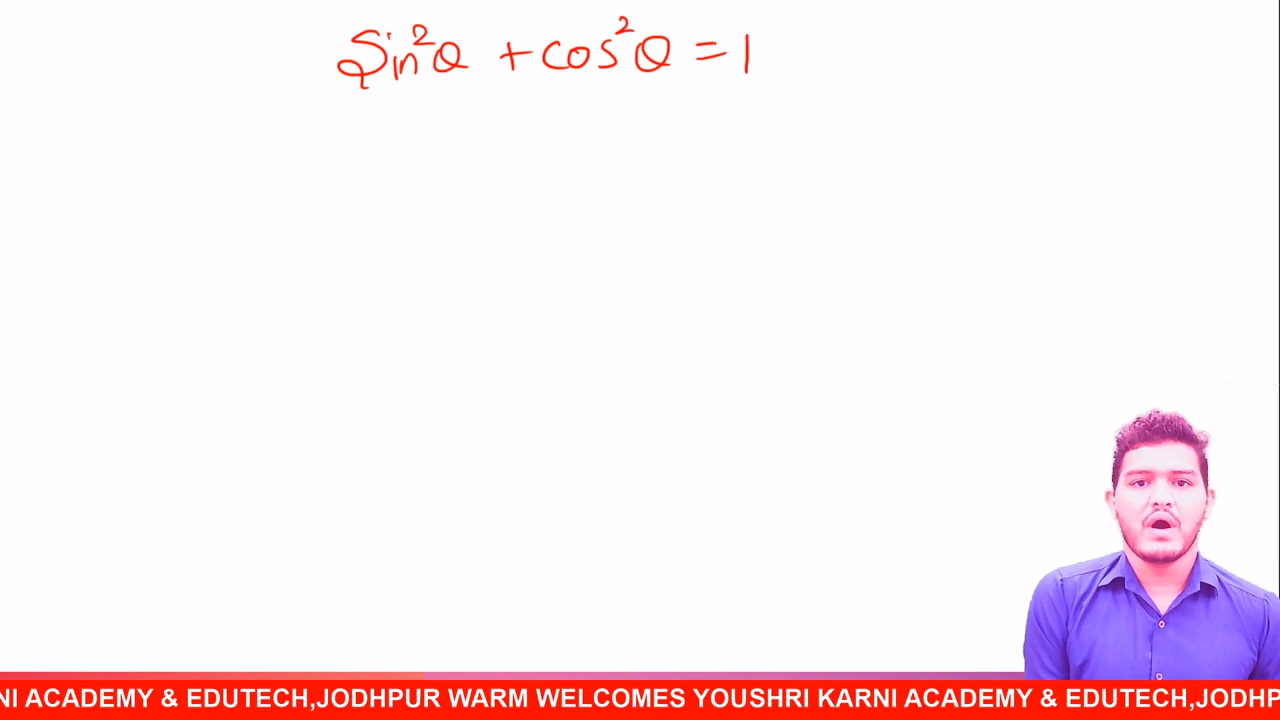 Sin²θ + cos²θ = 1
NI ACADEMY & EDUTECH,JODHPUR WARM WELCOMES YOUSHRI KARNI ACADEMY & EDUTECH,JODHP